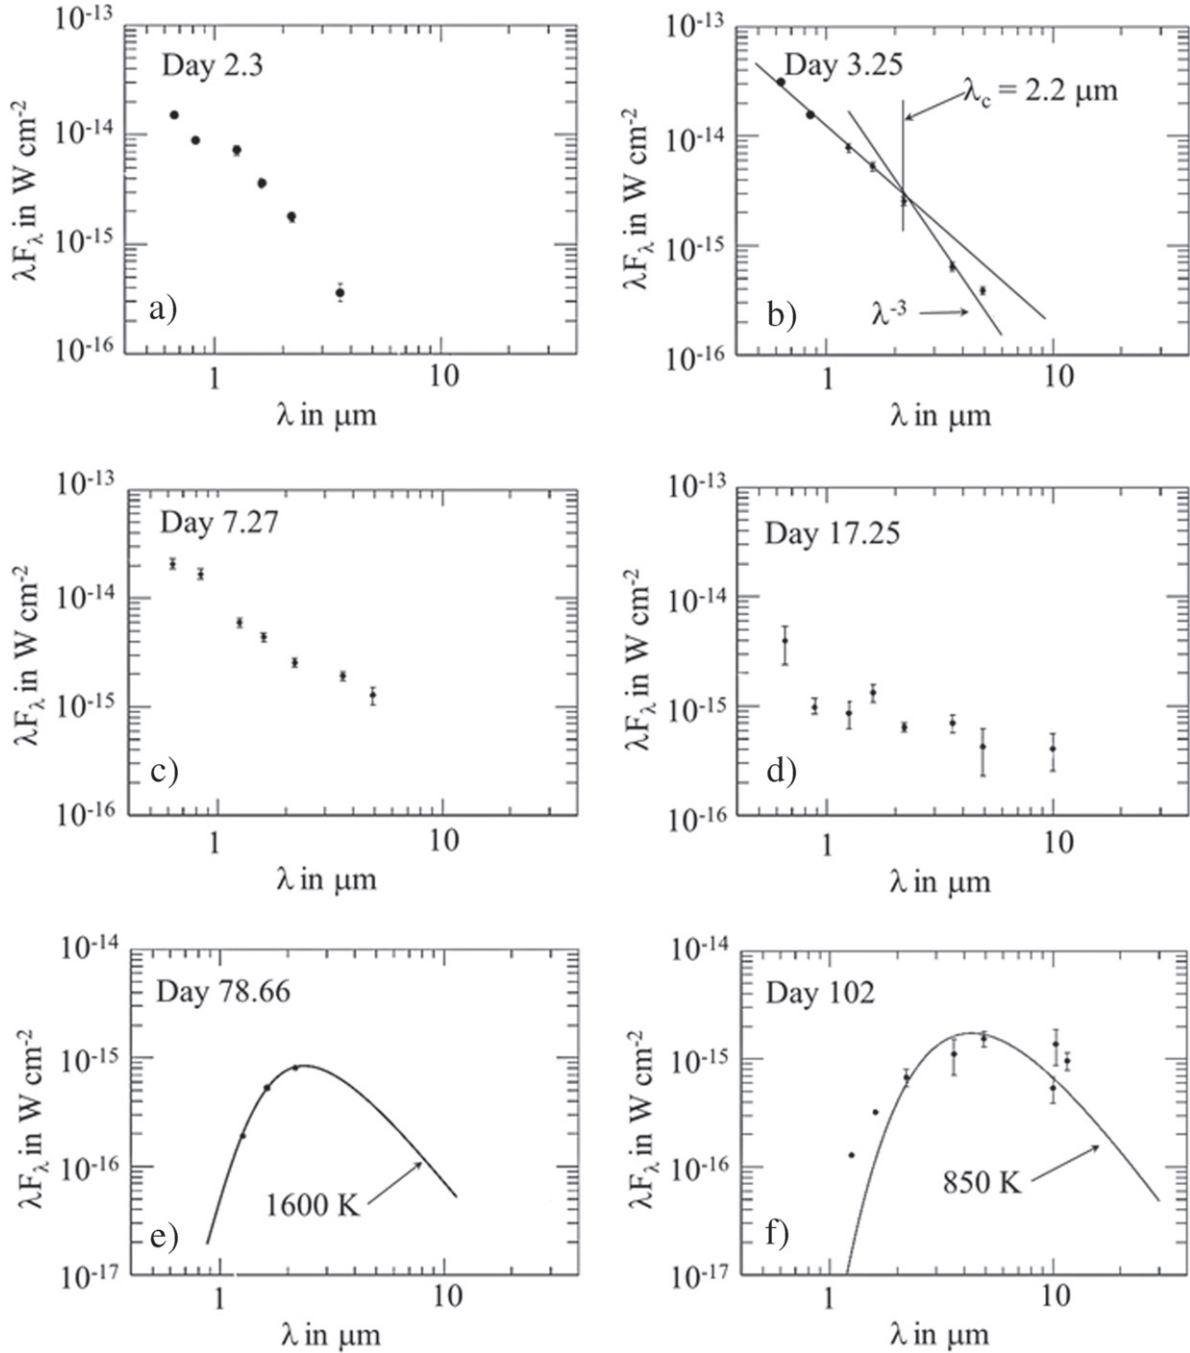 10⁻¹³
Day 2.3
10⁻¹⁴
λFλ in W cm⁻²
10⁻¹⁵
a)
10⁻¹⁶
1 10
λ in μm
10⁻¹³
Day 3.25
λc = 2.2 μm
10⁻¹⁴
λFλ in W cm⁻²
10⁻¹⁵
b)
λ⁻³
10⁻¹⁶
1 10
λ in μm
10⁻¹³
Day 7.27
10⁻¹⁴
λFλ in W cm⁻²
10⁻¹⁵
c)
10⁻¹⁶
1 10
λ in μm
10⁻¹³
Day 17.25
10⁻¹⁴
λFλ in W cm⁻²
10⁻¹⁵
d)
10⁻¹⁶
1 10
λ in μm
10⁻¹⁴
Day 78.66
10⁻¹⁵
λFλ in W cm⁻²
10⁻¹⁶
1600 K
e)
10⁻¹⁷
1 10
λ in μm
10⁻¹⁴
Day 102
10⁻¹⁵
λFλ in W cm⁻²
10⁻¹⁶
850 K
f)
10⁻¹⁷
1 10
λ in μm